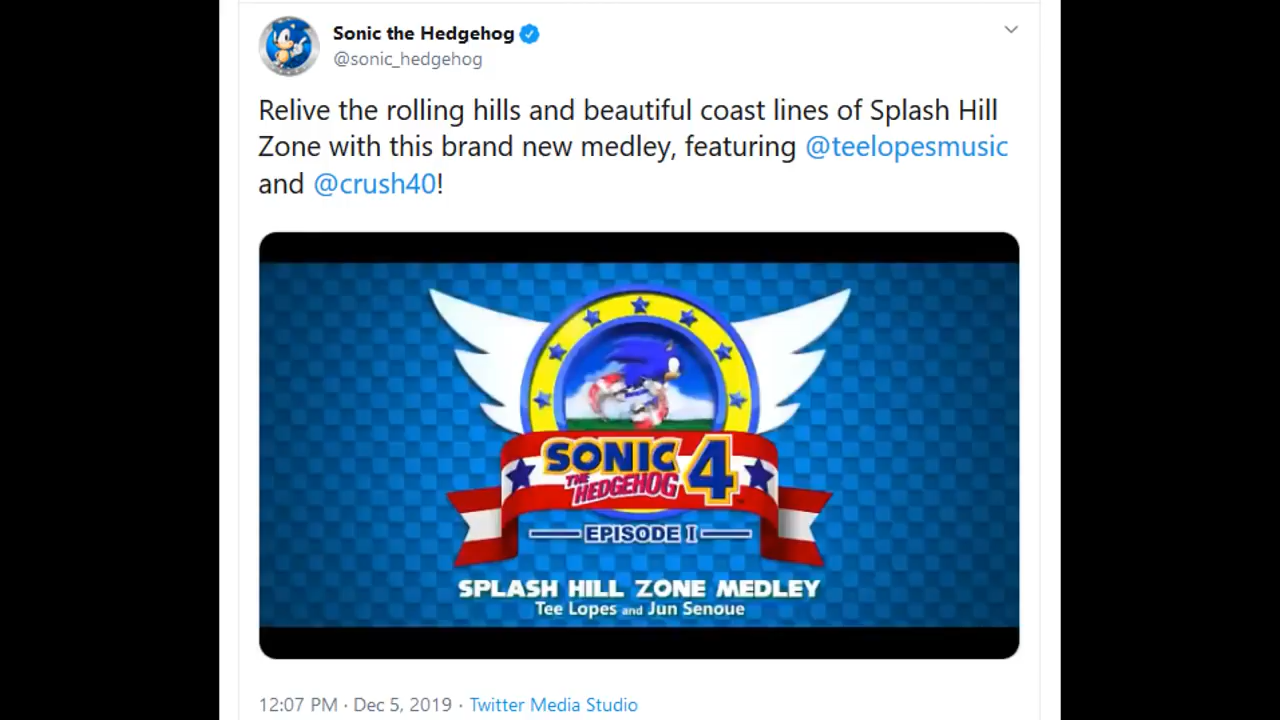 Sonic the Hedgehog
@sonic_hedgehog
Relive the rolling hills and beautiful coast lines of Splash Hill
Zone with this brand new medley, featuring @teelopesmusic
and @crush40!
SONIC
THE
HEDGEHOG
4
EPISODE I
SPLASH HILL ZONE MEDLEY
Tee Lopes and Jun Senoue
12:07 PM · Dec 5, 2019 · Twitter Media Studio